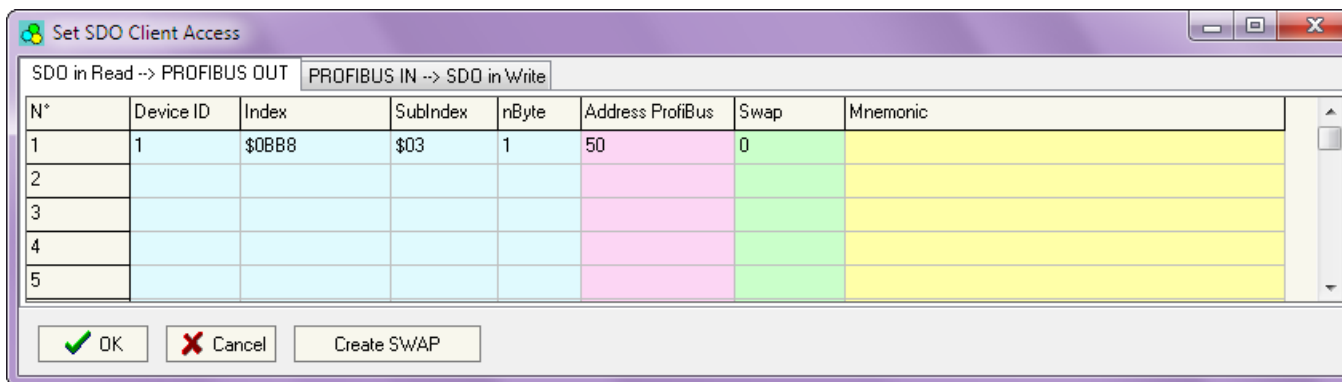 Set SDO Client Access
SDO in Read --> PROFIBUS OUT PROFIBUS IN --> SDO in Write
N° Device ID Index SubIndex nByte Address ProfiBus Swap Mnemonic
1 1 $0BB8 $03 1 50 0
2
3
4
5
OK Cancel Create SWAP